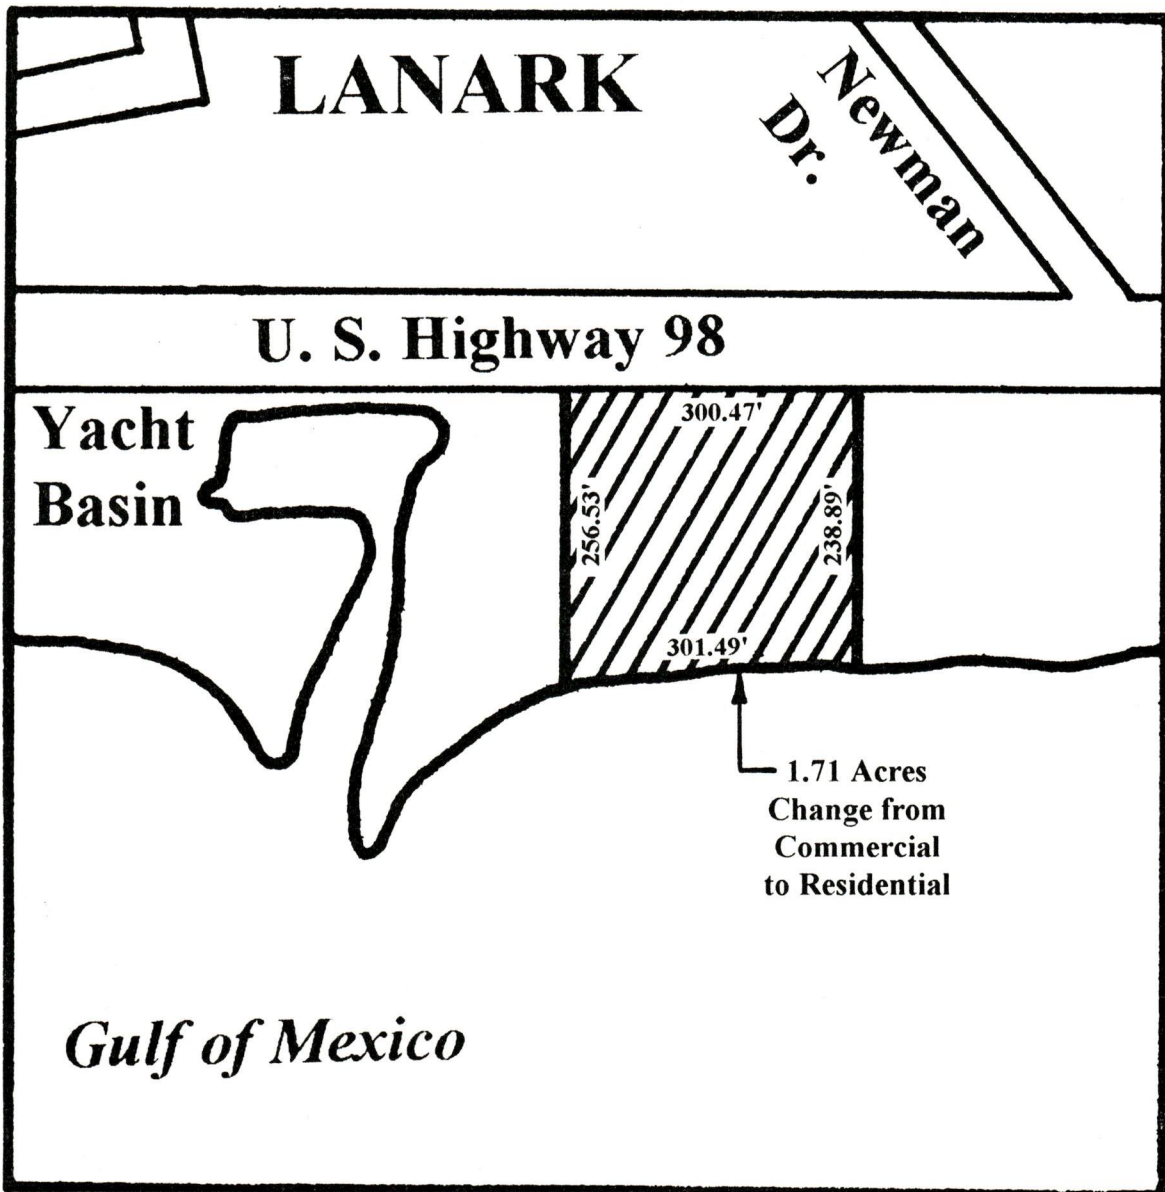 LANARK
Newman
Dr.
U. S. Highway 98
Yacht
Basin
300.47'
256.53'
238.89'
301.49'
1.71 Acres
Change from
Commercial
to Residential
Gulf of Mexico